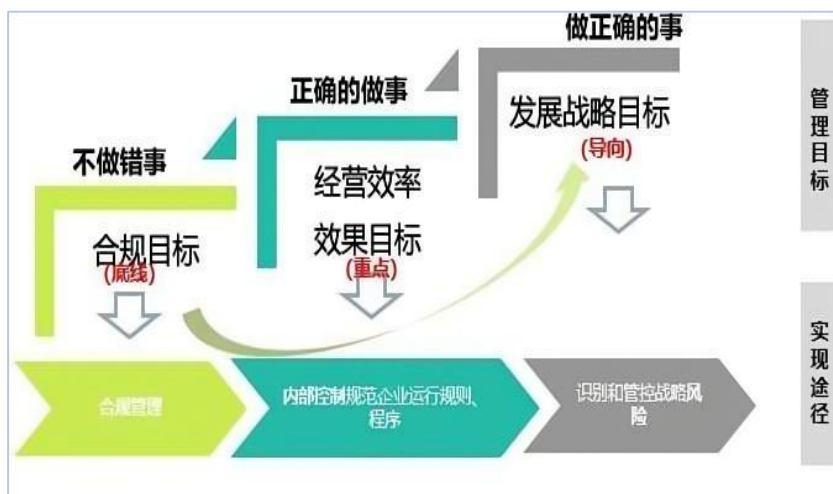 做正确的事
正确的做事
不做错事
发展战略目标
(导向)
经营效率
效果目标
(重点)
合规目标
(底线)
管理目标
实现途径
合规管理
内部控制规范企业运行规则、
程序
识别和管控战略风
险